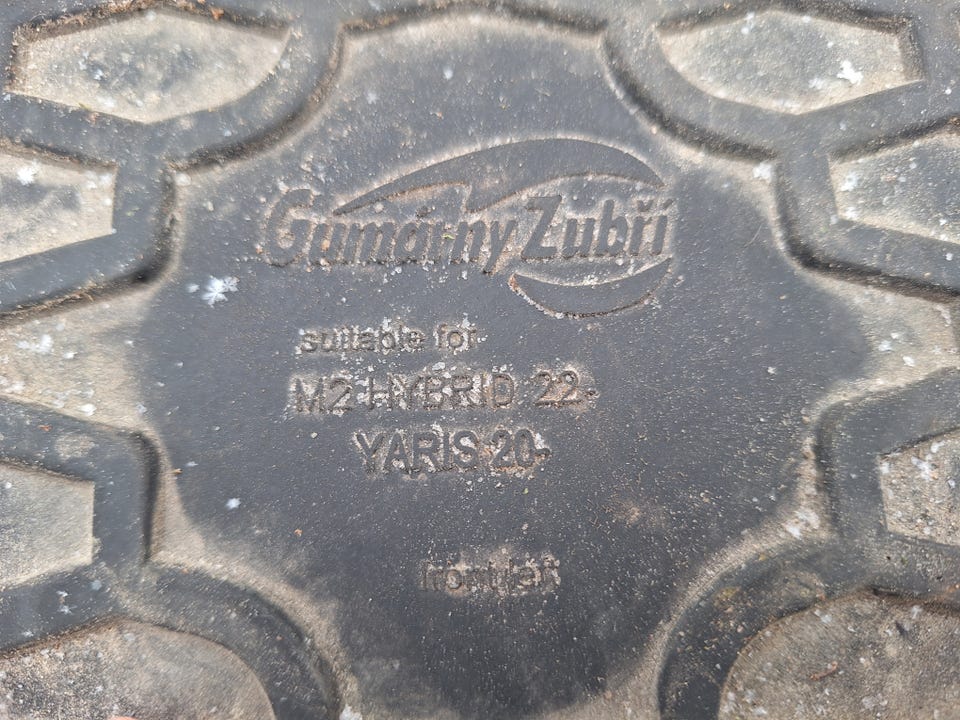 Gumárny Zubří
suitable for
M2 HYBRID 22-
YARIS 20-
front left